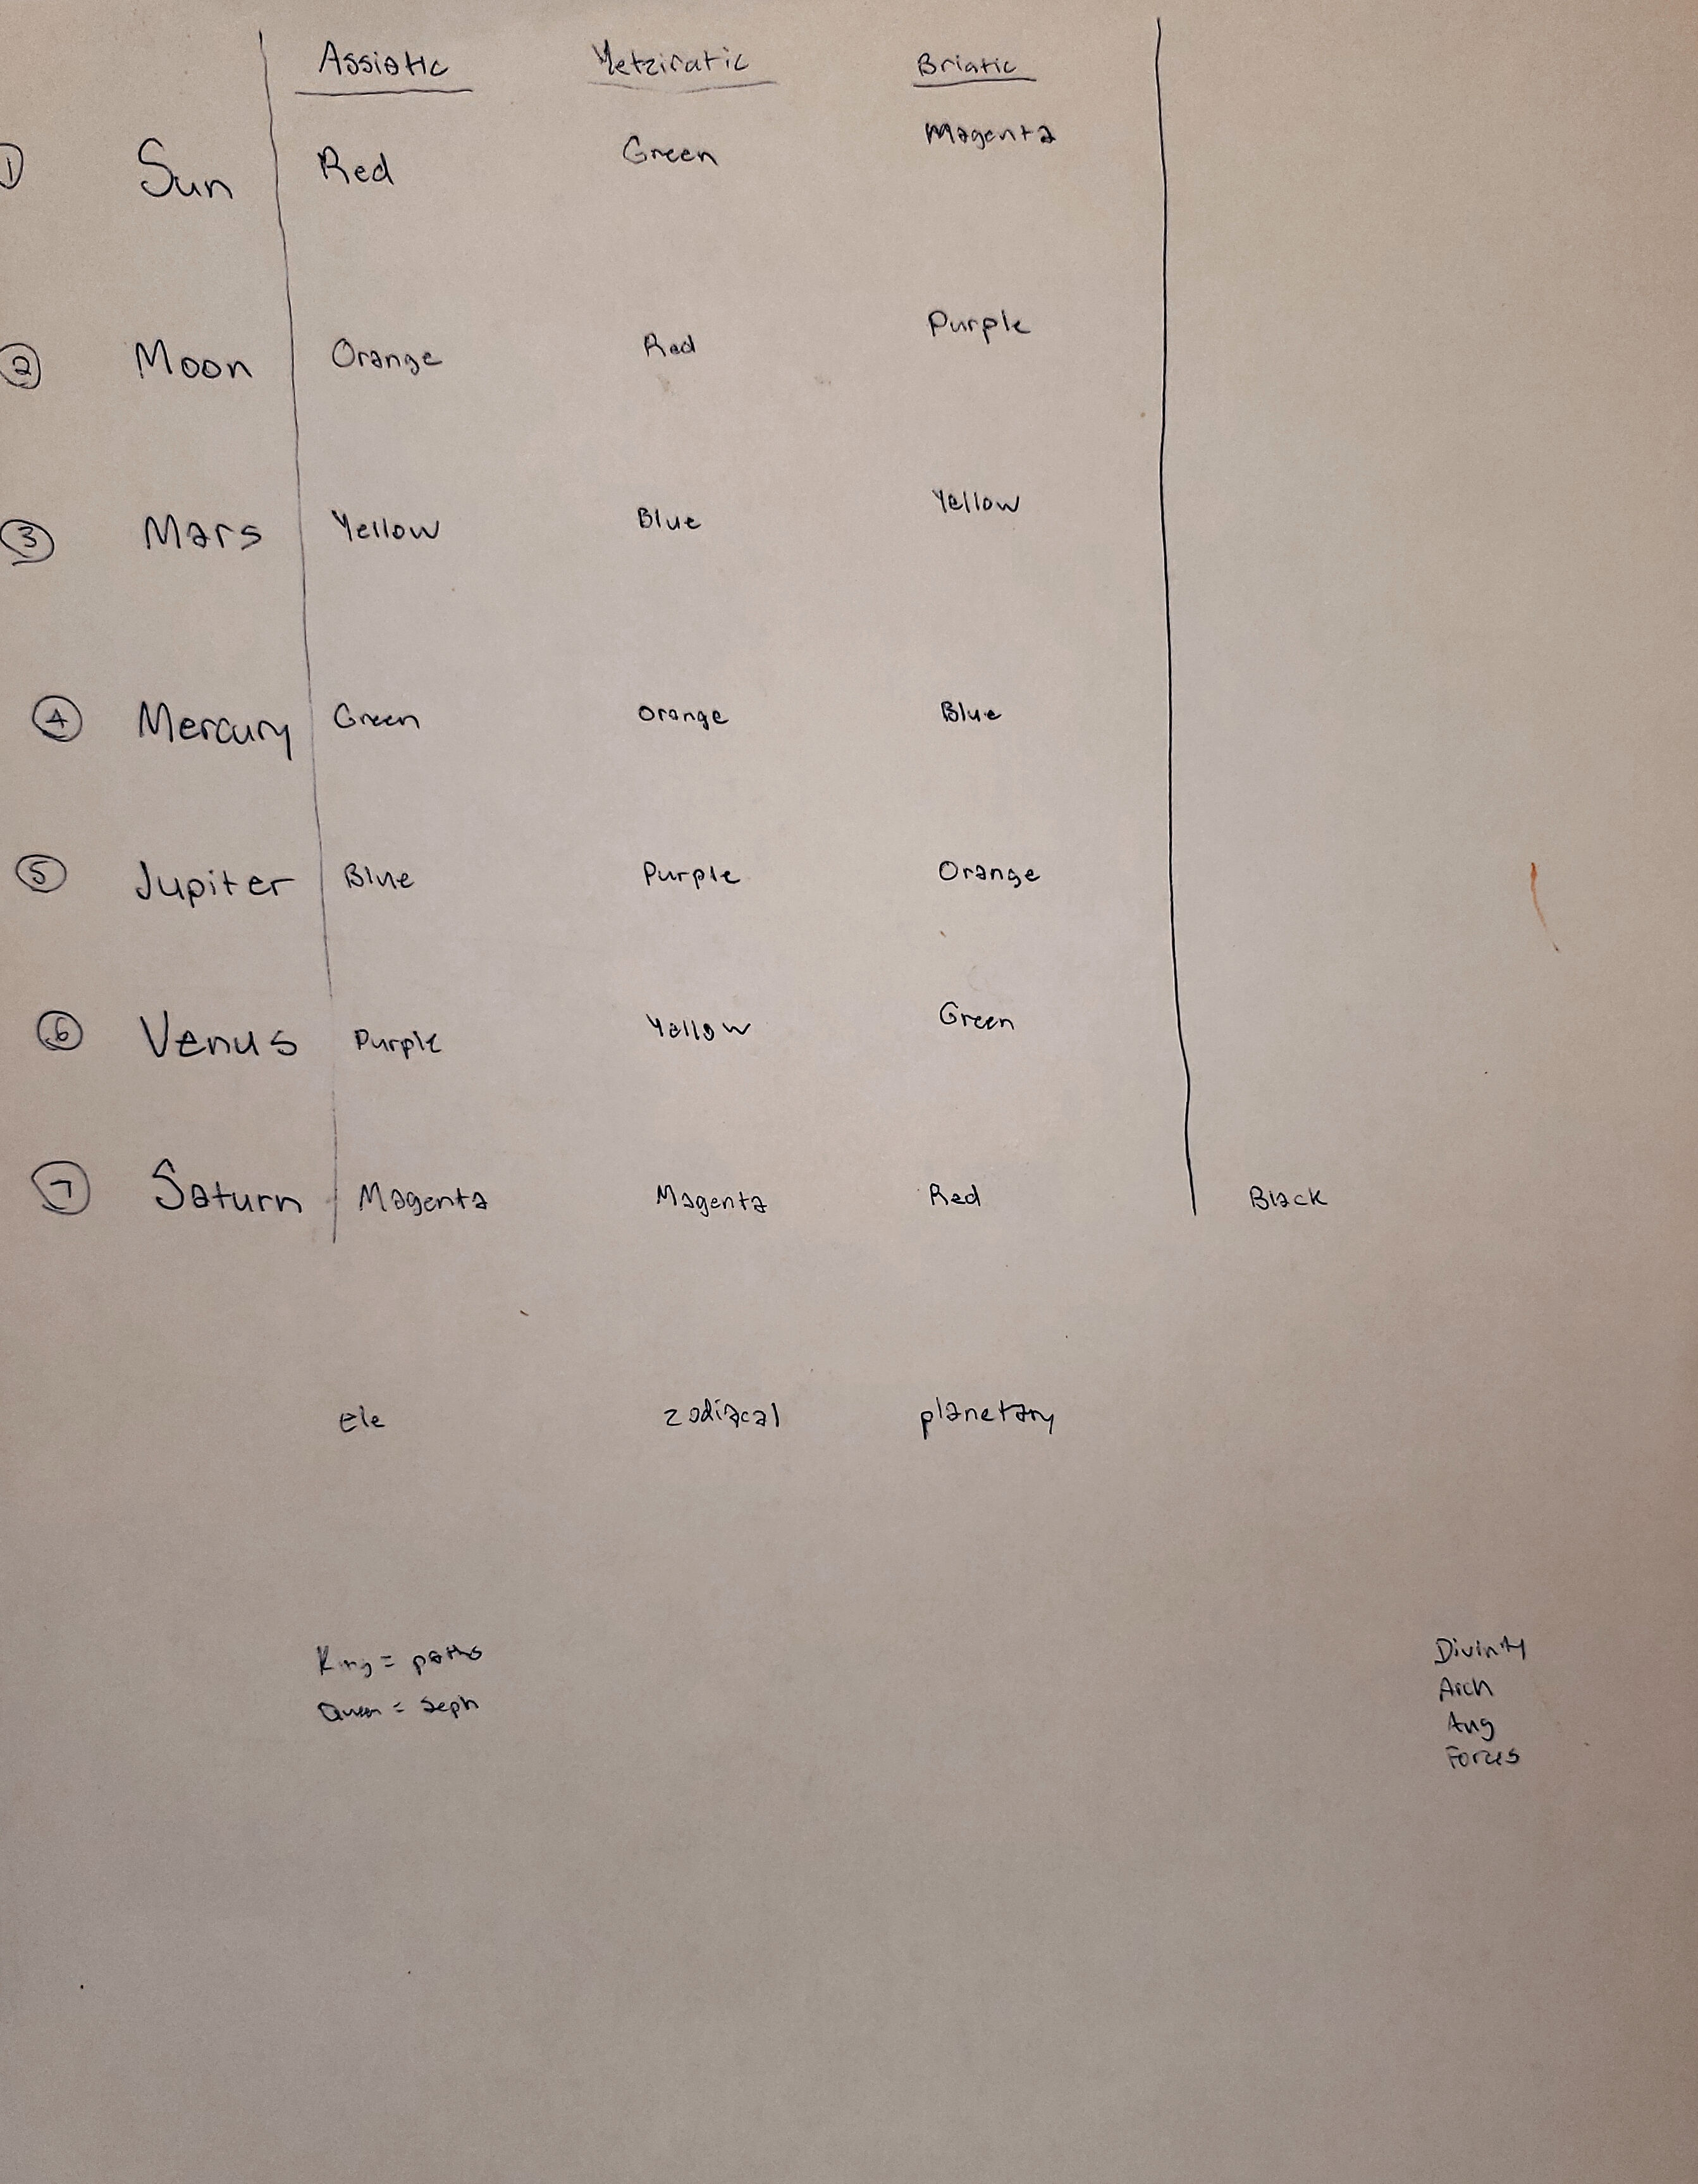 Assiatic Yetziratic Briatic
1 Sun Red Green Magenta
2 Moon Orange Red Purple
3 Mars Yellow Blue Yellow
4 Mercury Green Orange Blue
5 Jupiter Blue Purple Orange
6 Venus Purple Yellow Green
7 Saturn Magenta Magenta Red Black
Ele zodiacal planetary
King = paths
Queen = seph
Divinity
Arch
Ang
Forces